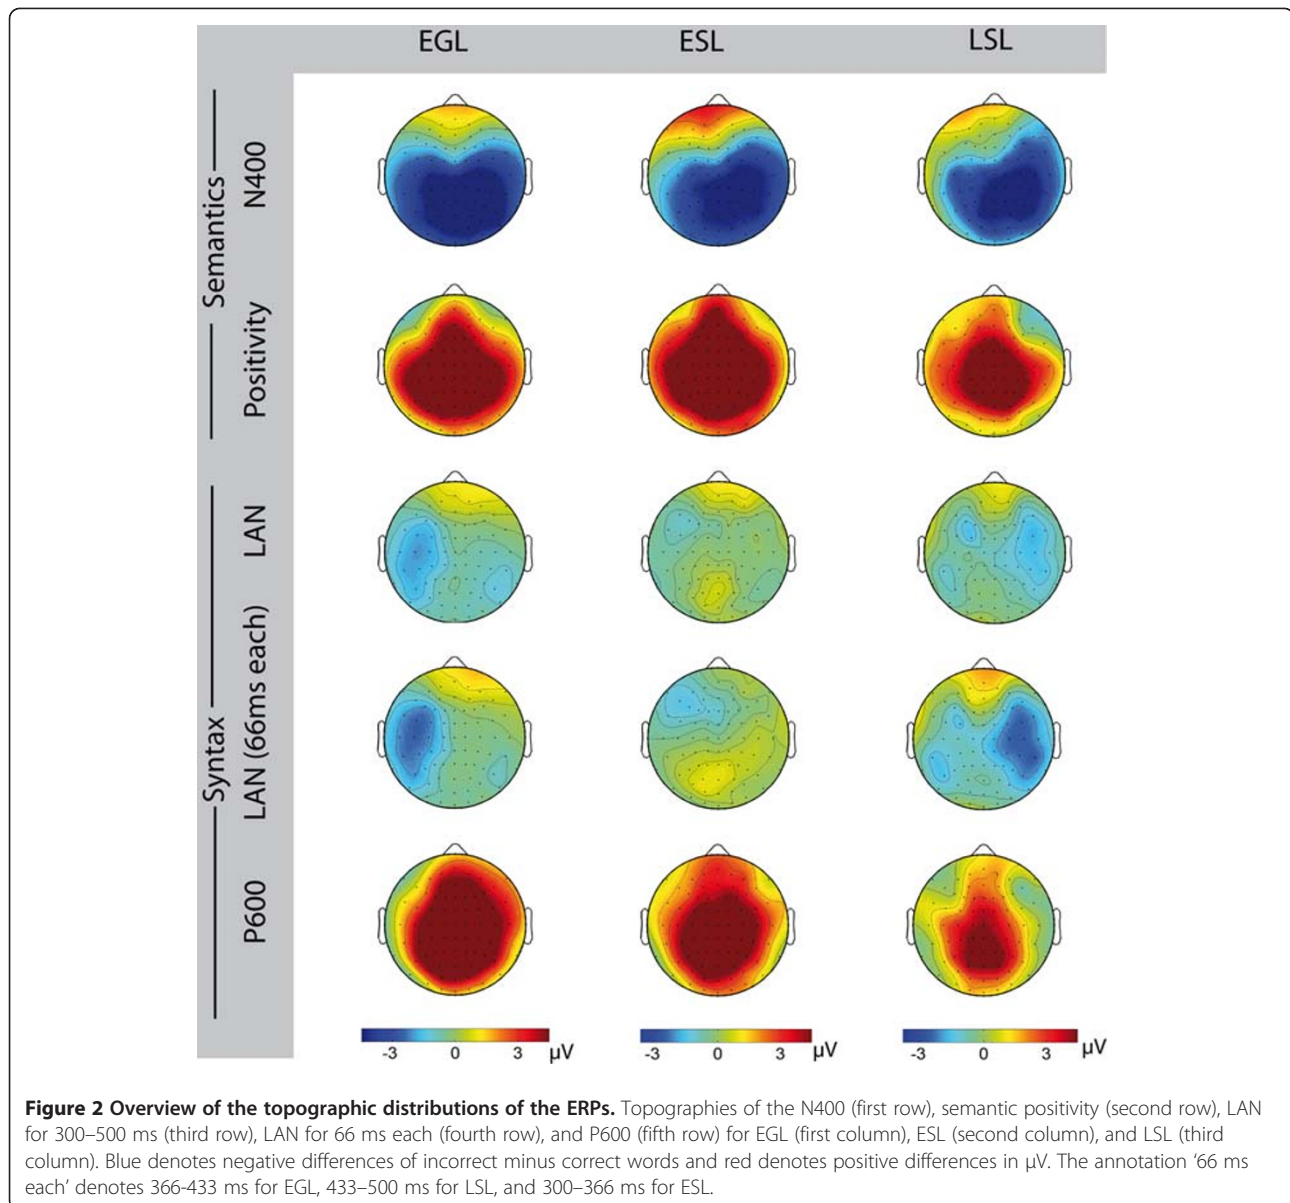 EGL ESL LSL
Semantics
N400
Positivity
Syntax
LAN
LAN (66ms each)
P600
-3 0 3 µV -3 0 3 µV -3 0 3 µV
Figure 2 Overview of the topographic distributions of the ERPs. Topographies of the N400 (first row), semantic positivity (second row), LAN
for 300–500 ms (third row), LAN for 66 ms each (fourth row), and P600 (fifth row) for EGL (first column), ESL (second column), and LSL (third
column). Blue denotes negative differences of incorrect minus correct words and red denotes positive differences in µV. The annotation ‘66 ms
each’ denotes 366-433 ms for EGL, 433–500 ms for LSL, and 300–366 ms for ESL.